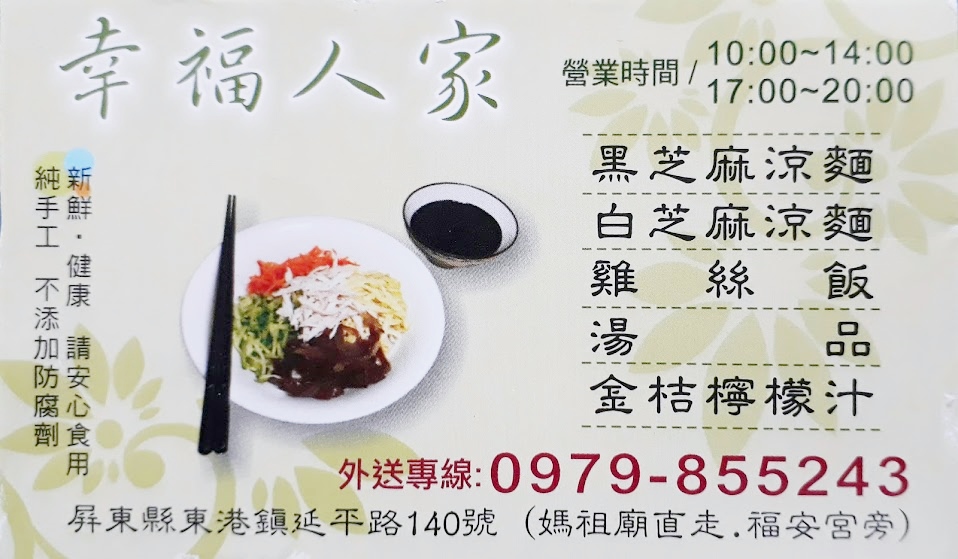 幸福人家
營業時間/ 10:00~14:00
17:00~20:00
新鮮·健康 請安心食用
純手工 不添加防腐劑
黑芝麻涼麵
白芝麻涼麵
雞絲飯
湯品
金桔檸檬汁
外送專線:0979-855243
屏東縣東港鎮延平路140號（媽祖廟直走.福安宮旁）